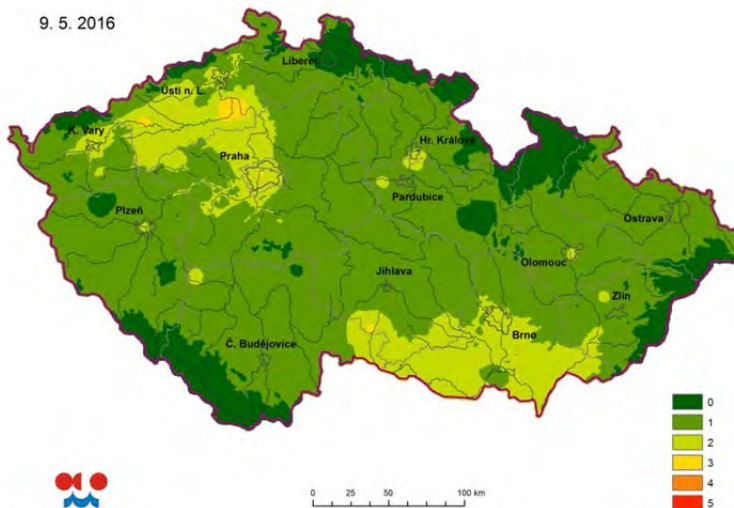 9. 5. 2016
Liberec
Ústí n. L.
K. Vary
Hr. Králové
Praha
Pardubice
Plzeň
Ostrava
Olomouc
Jihlava
Zlín
Č. Budějovice
Brno
0
1
2
3
4
5
0 25 50 100 km